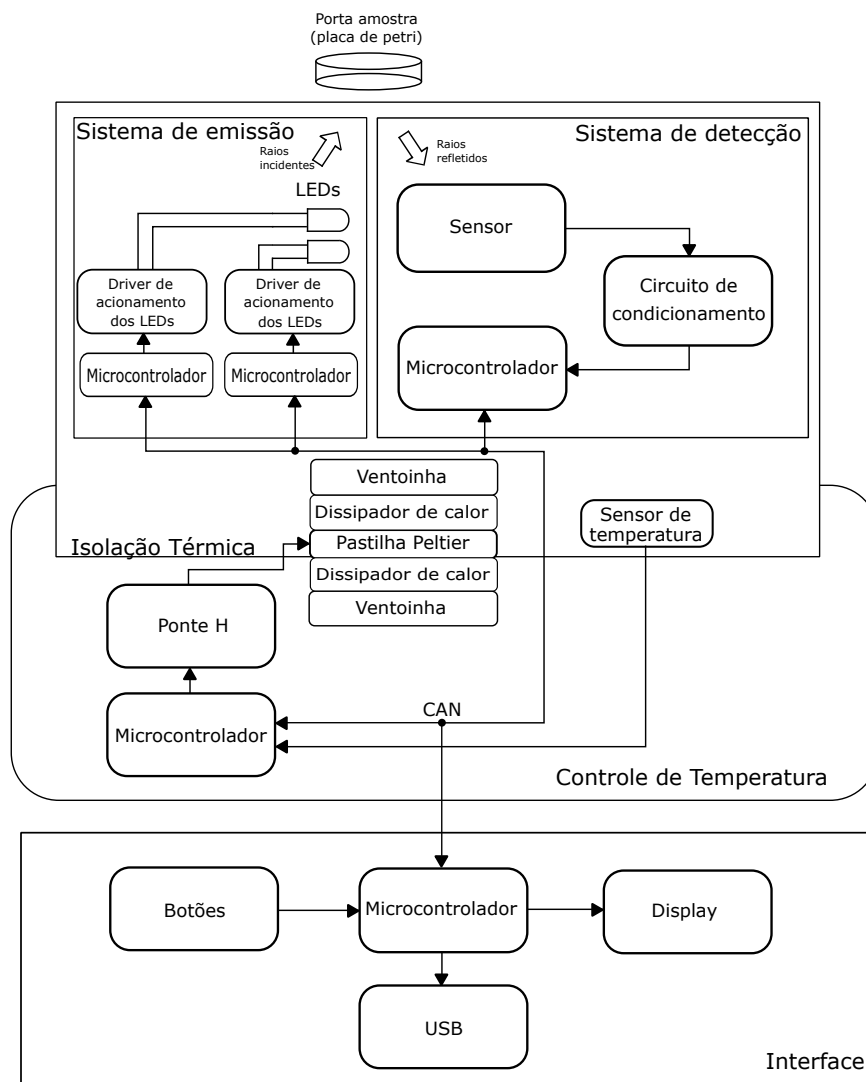 Porta amostra
(placa de petri)
Sistema de emissão
Raios
incidentes
LEDs
Driver de
acionamento
dos LEDs
Driver de
acionamento
dos LEDs
Microcontrolador
Microcontrolador
Sistema de detecção
Raios
refletidos
Sensor
Circuito de
condicionamento
Microcontrolador
Ventoinha
Dissipador de calor
Pastilha Peltier
Dissipador de calor
Ventoinha
Sensor de
temperatura
Isolação Térmica
Ponte H
Microcontrolador
CAN
Controle de Temperatura
Botões
Microcontrolador
Display
USB
Interface